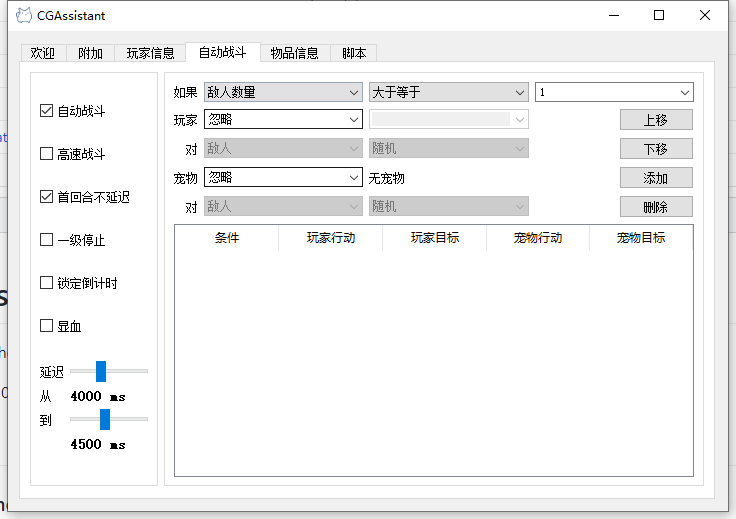 CGAssistant
欢迎 附加 玩家信息 自动战斗 物品信息 脚本
自动战斗
高速战斗
首回合不延迟
一级停止
锁定倒计时
显血
延迟
从 4000 ms
到
4500 ms
如果 敌人数量 大于等于 1
玩家 忽略 上移
对 敌人 随机 下移
宠物 忽略 无宠物 添加
对 敌人 随机 删除
条件 玩家行动 玩家目标 宠物行动 宠物目标